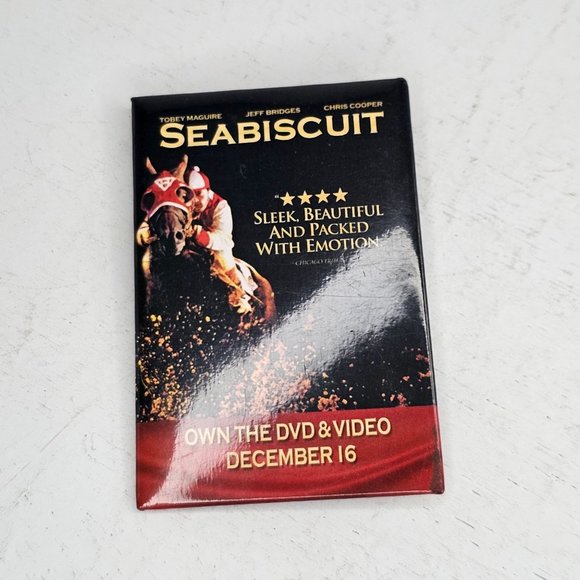 TOBEY MAGUIRE JEFF BRIDGES CHRIS COOPER
SEABISCUIT
"★★★★
SLEEK, BEAUTIFUL
AND PACKED
WITH EMOTION."
- CHICAGO
OWN THE DVD & VIDEO
DECEMBER 16